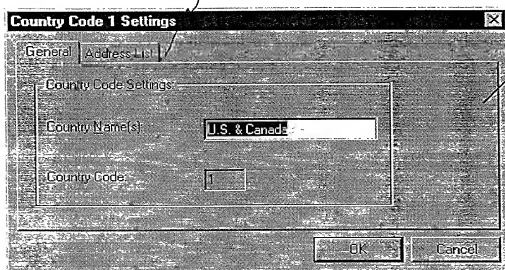 Country Code 1 Settings
General Address List
Country Code Settings:
Country Name(s):
U.S. & Canada
Country Code:
1
OK Cancel